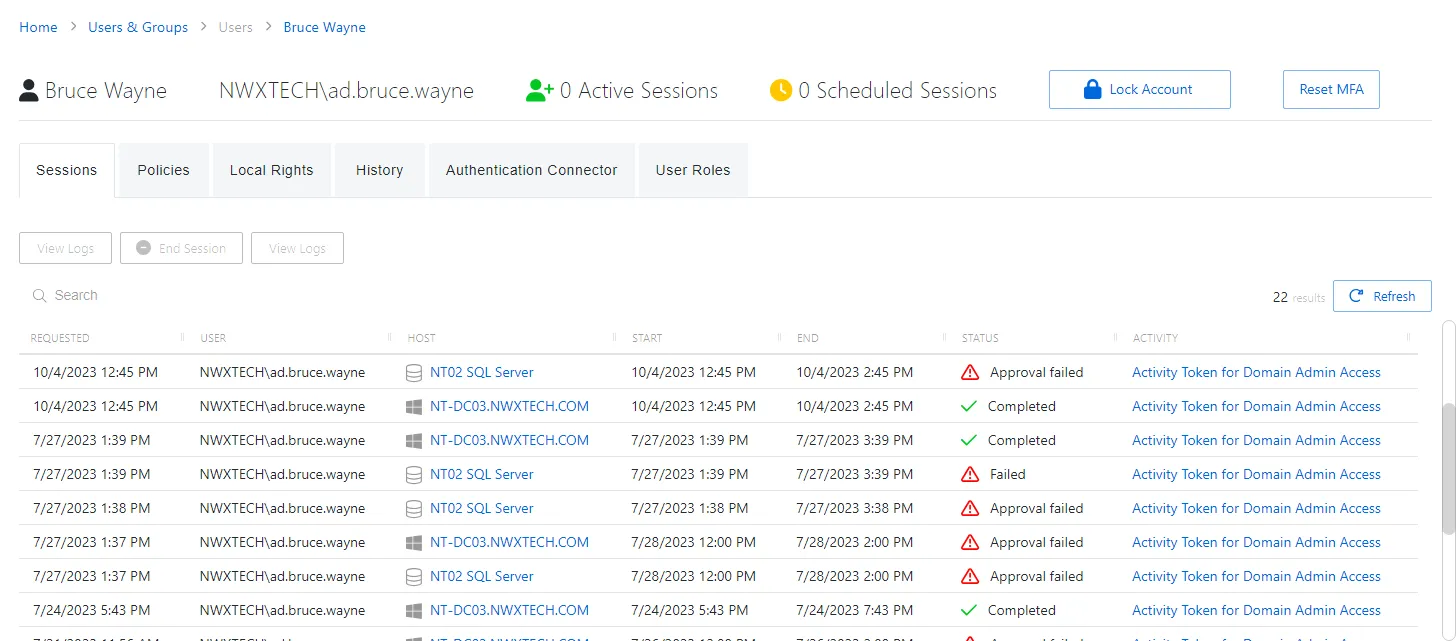 Home > Users & Groups > Users > Bruce Wayne
Bruce Wayne NWXTECH\ad.bruce.wayne 0 Active Sessions 0 Scheduled Sessions Lock Account Reset MFA
Sessions Policies Local Rights History Authentication Connector User Roles
View Logs End Session View Logs
Search 22 results Refresh
REQUESTED USER HOST START END STATUS ACTIVITY
10/4/2023 12:45 PM NWXTECH\ad.bruce.wayne NT02 SQL Server 10/4/2023 12:45 PM 10/4/2023 2:45 PM Approval failed Activity Token for Domain Admin Access
10/4/2023 12:45 PM NWXTECH\ad.bruce.wayne NT-DC03.NWXTECH.COM 10/4/2023 12:45 PM 10/4/2023 2:45 PM Completed Activity Token for Domain Admin Access
7/27/2023 1:39 PM NWXTECH\ad.bruce.wayne NT-DC03.NWXTECH.COM 7/27/2023 1:39 PM 7/27/2023 3:39 PM Completed Activity Token for Domain Admin Access
7/27/2023 1:39 PM NWXTECH\ad.bruce.wayne NT02 SQL Server 7/27/2023 1:39 PM 7/27/2023 3:39 PM Failed Activity Token for Domain Admin Access
7/27/2023 1:38 PM NWXTECH\ad.bruce.wayne NT02 SQL Server 7/27/2023 1:38 PM 7/27/2023 3:38 PM Approval failed Activity Token for Domain Admin Access
7/27/2023 1:37 PM NWXTECH\ad.bruce.wayne NT-DC03.NWXTECH.COM 7/28/2023 12:00 PM 7/28/2023 2:00 PM Approval failed Activity Token for Domain Admin Access
7/27/2023 1:37 PM NWXTECH\ad.bruce.wayne NT02 SQL Server 7/28/2023 12:00 PM 7/28/2023 2:00 PM Approval failed Activity Token for Domain Admin Access
7/24/2023 5:43 PM NWXTECH\ad.bruce.wayne NT-DC03.NWXTECH.COM 7/24/2023 5:43 PM 7/24/2023 7:43 PM Completed Activity Token for Domain Admin Access